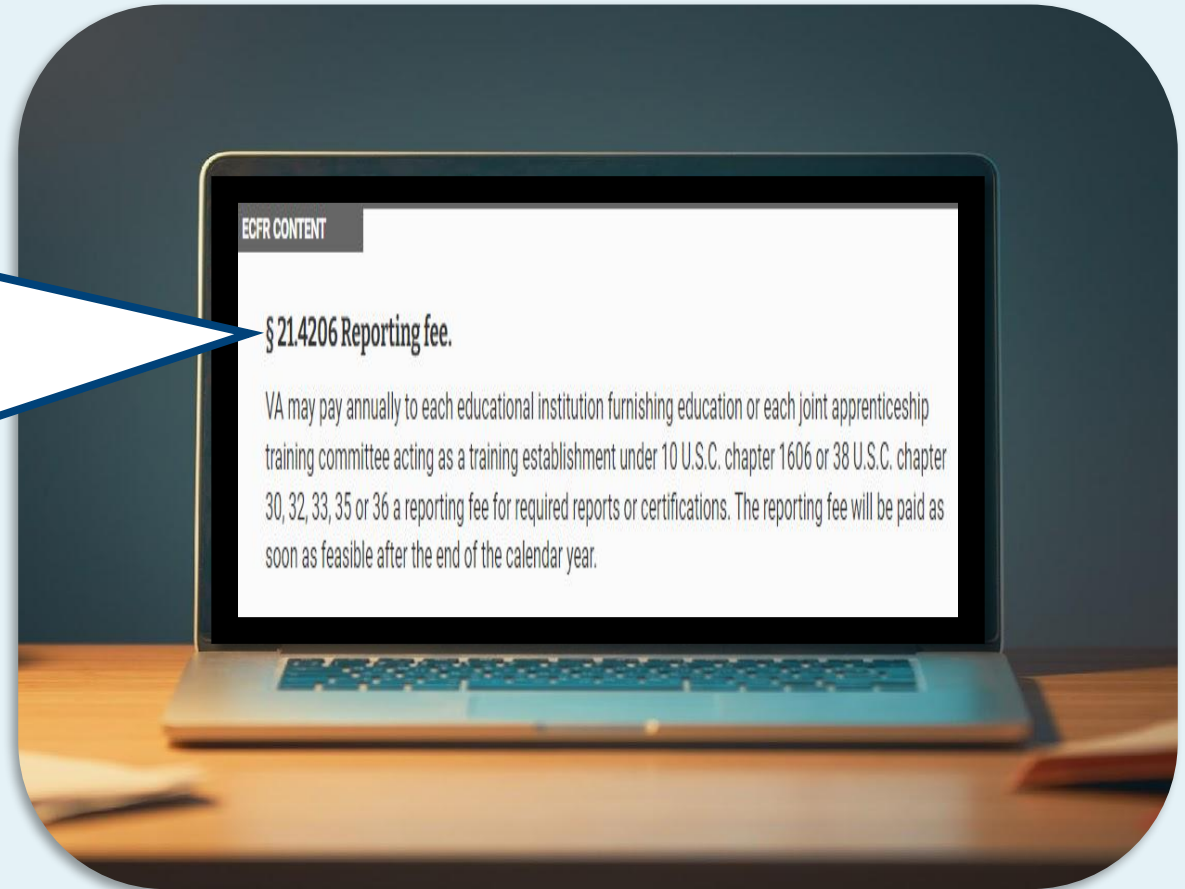 ECFR CONTENT
§ 21.4206 Reporting fee.
VA may pay annually to each educational institution furnishing education or each joint apprenticeship
training committee acting as a training establishment under 10 U.S.C. chapter 1606 or 38 U.S.C. chapter
30, 32, 33, 35 or 36 a reporting fee for required reports or certifications. The reporting fee will be paid as
soon as feasible after the end of the calendar year.